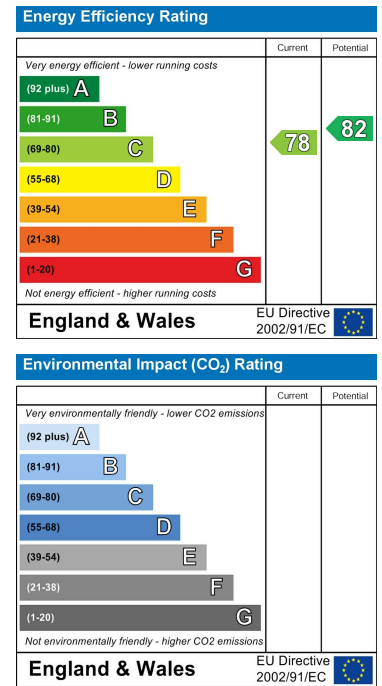 Energy Efficiency Rating
Current Potential
Very energy efficient - lower running costs
(92 plus) A
(81-91) B
(69-80) C
(55-68) D
(39-54) E
(21-38) F
(1-20) G
78
82
Not energy efficient - higher running costs
England & Wales
EU Directive
2002/91/EC
Environmental Impact (CO₂) Rating
Current Potential
Very environmentally friendly - lower CO2 emissions
(92 plus) A
(81-91) B
(69-80) C
(55-68) D
(39-54) E
(21-38) F
(1-20) G
Not environmentally friendly - higher CO2 emissions
England & Wales
EU Directive
2002/91/EC